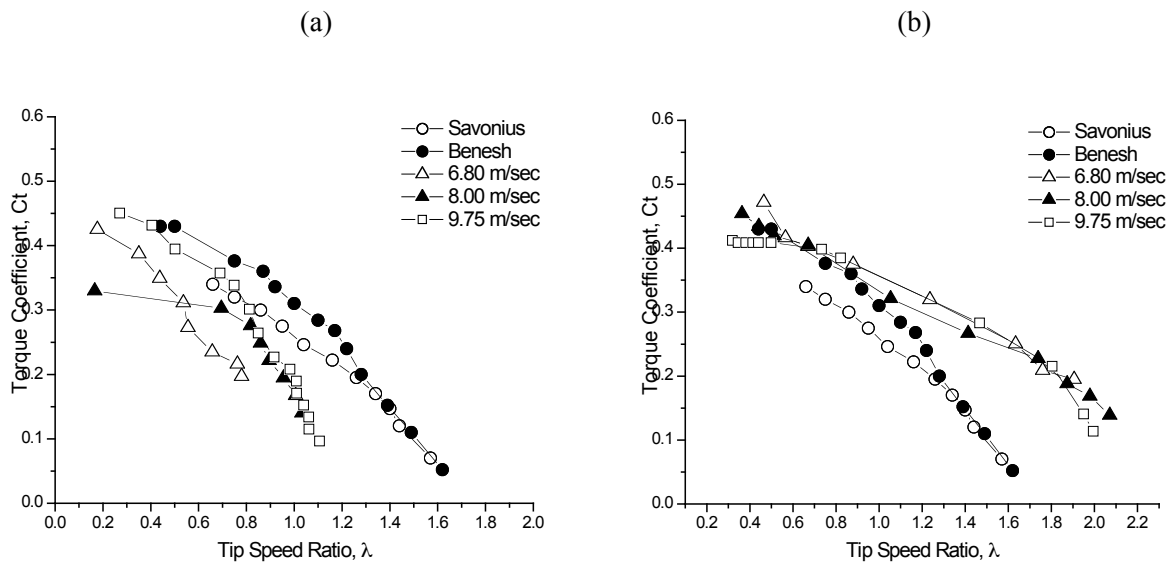 (a)
(b)
Savonius
Benesh
6.80 m/sec
8.00 m/sec
9.75 m/sec
Torque Coefficient, Ct
0.6
0.5
0.4
0.3
0.2
0.1
0.0
0.0 0.2 0.4 0.6 0.8 1.0 1.2 1.4 1.6 1.8 2.0
Tip Speed Ratio, λ
Savonius
Benesh
6.80 m/sec
8.00 m/sec
9.75 m/sec
Torque Coefficient, Ct
0.6
0.5
0.4
0.3
0.2
0.1
0.0
0.2 0.4 0.6 0.8 1.0 1.2 1.4 1.6 1.8 2.0 2.2
Tip Speed Ratio, λ